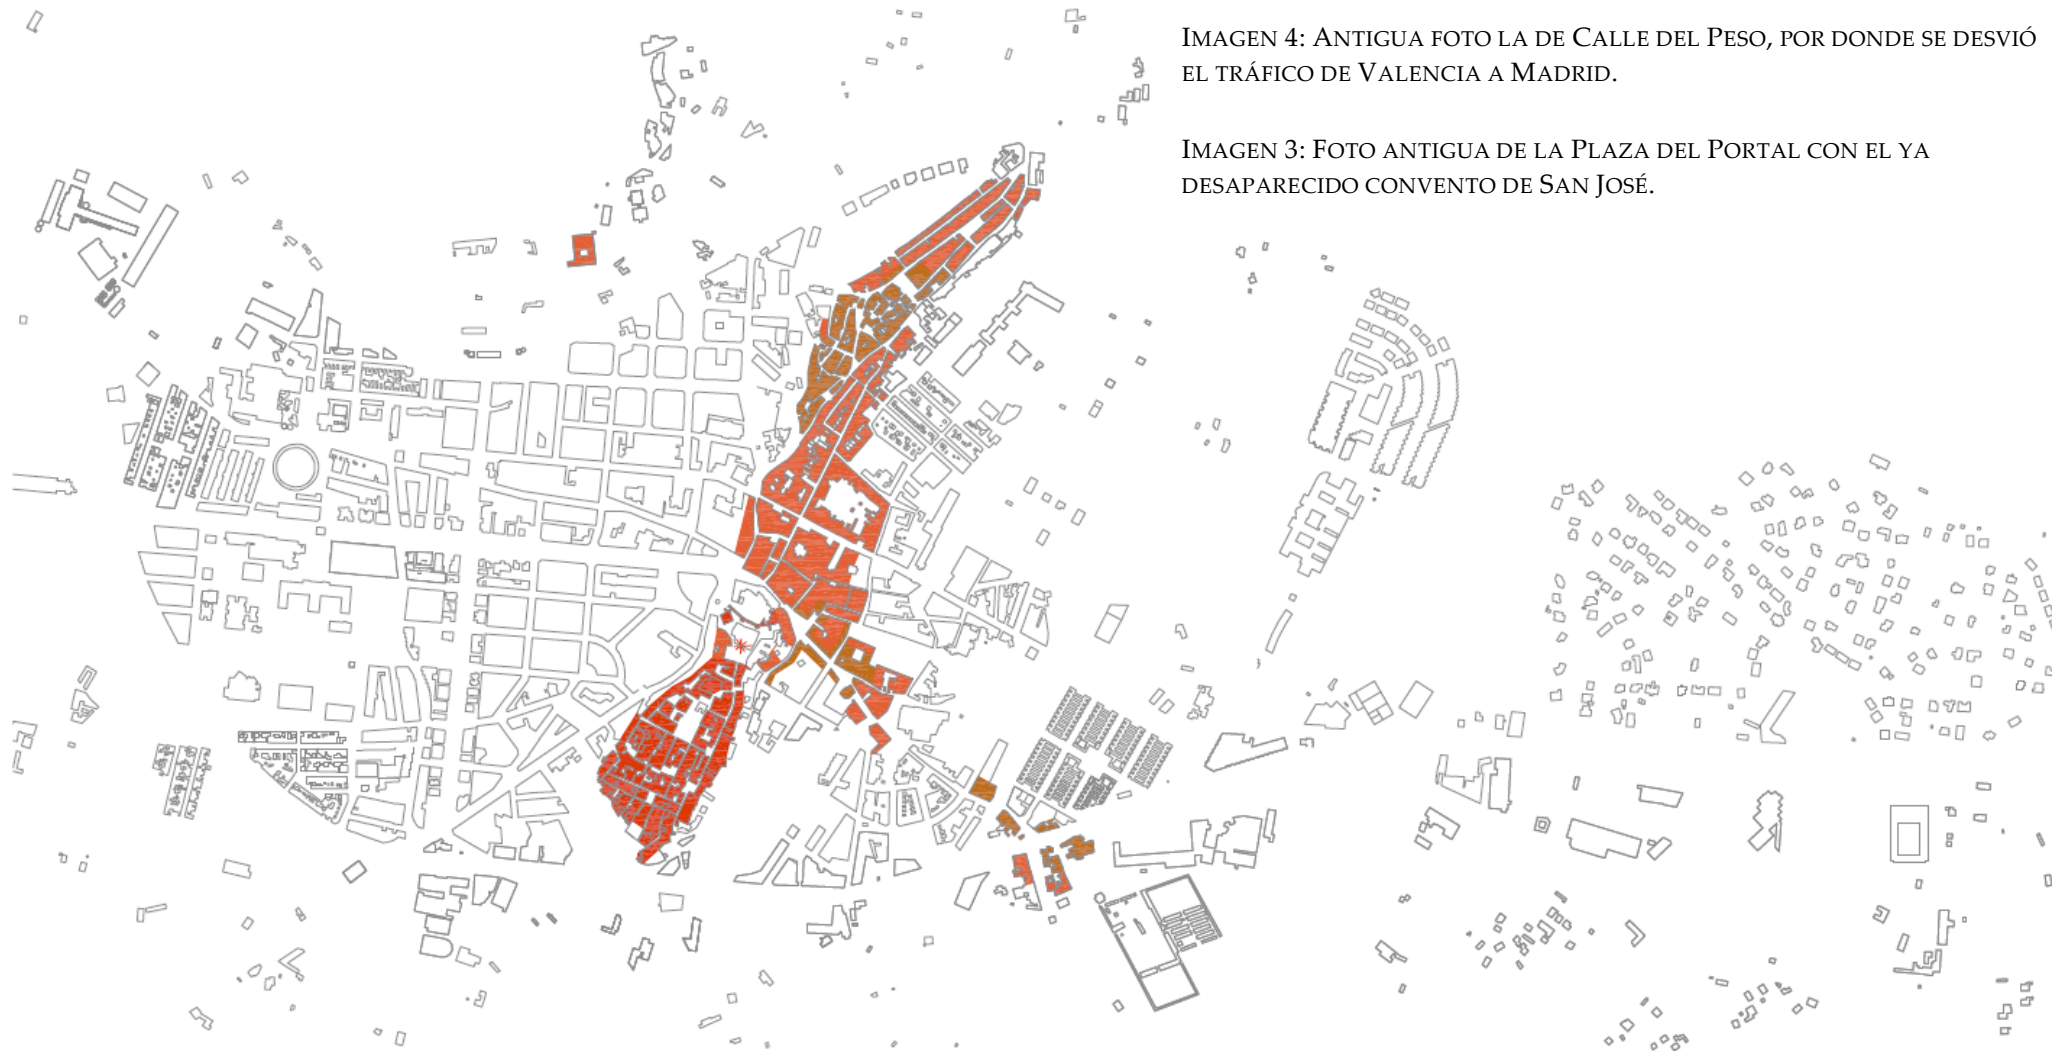 IMAGEN 4: ANTIGUA FOTO LA DE CALLE DEL PESO, POR DONDE SE DESVIÓ
EL TRÁFICO DE VALENCIA A MADRID.
IMAGEN 3: FOTO ANTIGUA DE LA PLAZA DEL PORTAL CON EL YA
DESAPARECIDO CONVENTO DE SAN JOSÉ.